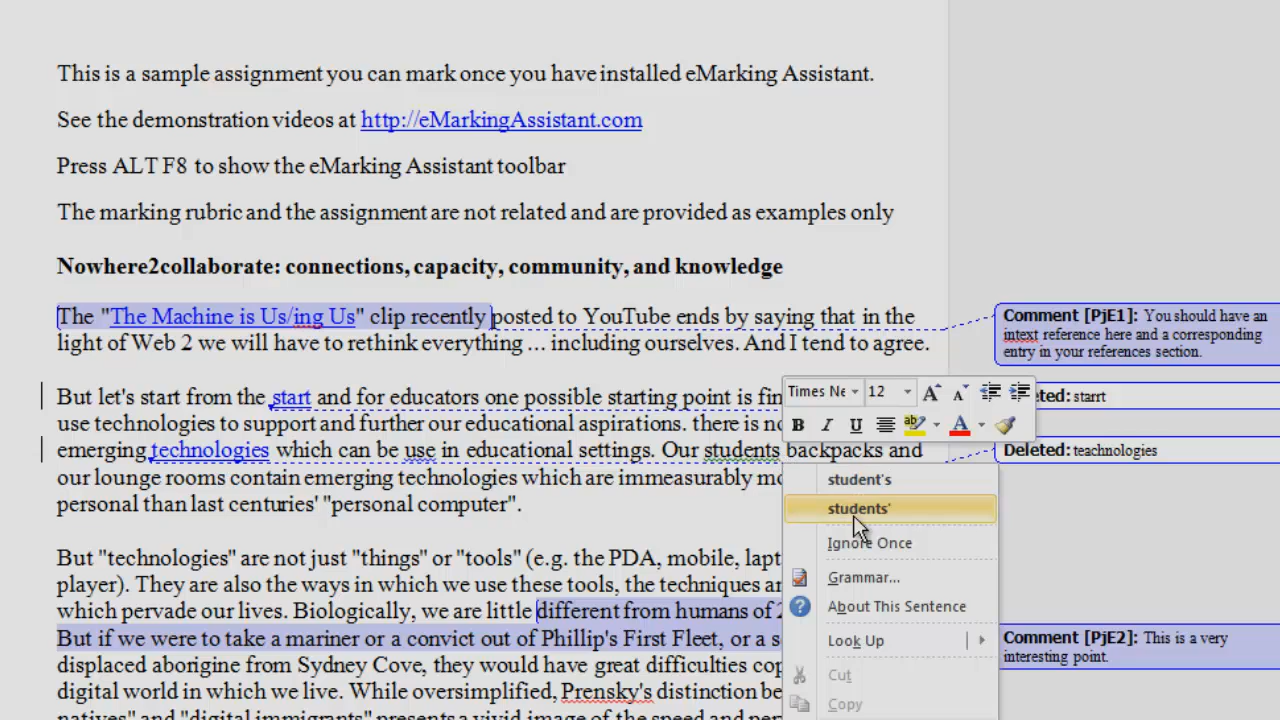 This is a sample assignment you can mark once you have installed eMarking Assistant.
See the demonstration videos at http://eMarkingAssistant.com
Press ALT F8 to show the eMarking Assistant toolbar
The marking rubric and the assignment are not related and are provided as examples only
Nowhere2collaborate: connections, capacity, community, and knowledge
The "The Machine is Us/ing Us" clip recently posted to YouTube ends by saying that in the
light of Web 2 we will have to rethink everything ... including ourselves. And I tend to agree.
But let's start from the start and for educators one possible starting point is
use technologies to support and further our educational aspirations. there is
emerging technologies which can be use in educational settings. Our students backpacks and
our lounge rooms contain emerging technologies which are immeasurably
personal than last centuries' "personal computer".
But "technologies" are not just "things" or "tools" (e.g. the PDA, mobile,
player). They are also the ways in which we use these tools, the techniques
which pervade our lives. Biologically, we are little different from humans of
But if we were to take a mariner or a convict out of Phillip's First Fleet, or a
displaced aborigine from Sydney Cove, they would have great difficulties
digital world in which we live. While oversimplified, Prensky's distinction
natives" and "digital immigrants" presents a vivid image of the speed and
Comment [PjE1]: You should have an
intext reference here and a corresponding
entry in your references section.
Deleted: starrt
Deleted: teachnologies
Comment [PjE2]: This is a very
interesting point.
Times Ne 12 A A
B I U ab A
student's
students'
Ignore Once
Grammar...
About This Sentence
Look Up
Cut
Copy